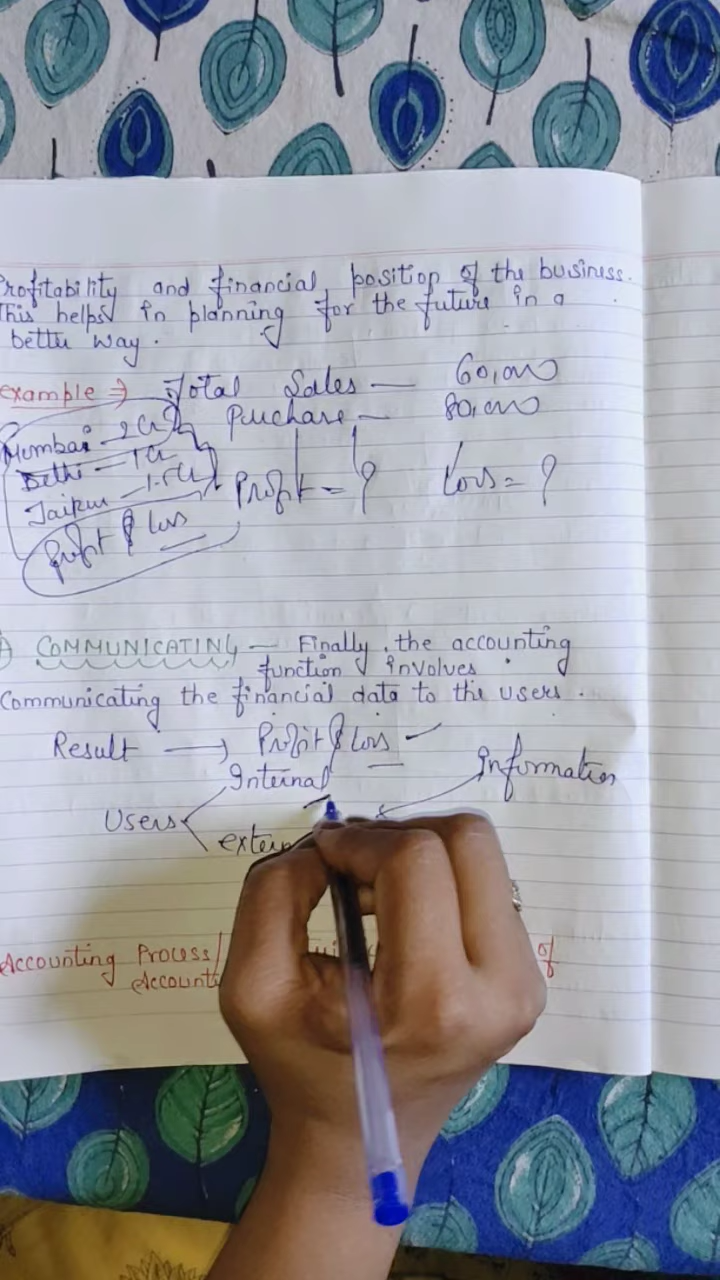 Profitability and financial position of the business.
This helps in planning for the future in a
better way.
example ⇒ Total Sales — 60,000
Purchase — 80,000
Mumbai - 2 Cr
Delhi — 1 Cr
Jaipur — 1.5 Cr
Profit = ? Loss = ?
Profit & Loss
COMMUNICATING — Finally, the accounting
function involves
Communicating the financial data to the users.
Result → Profit & Loss
Internal Information
Users
extern
Accounting Process/ of
Accounti